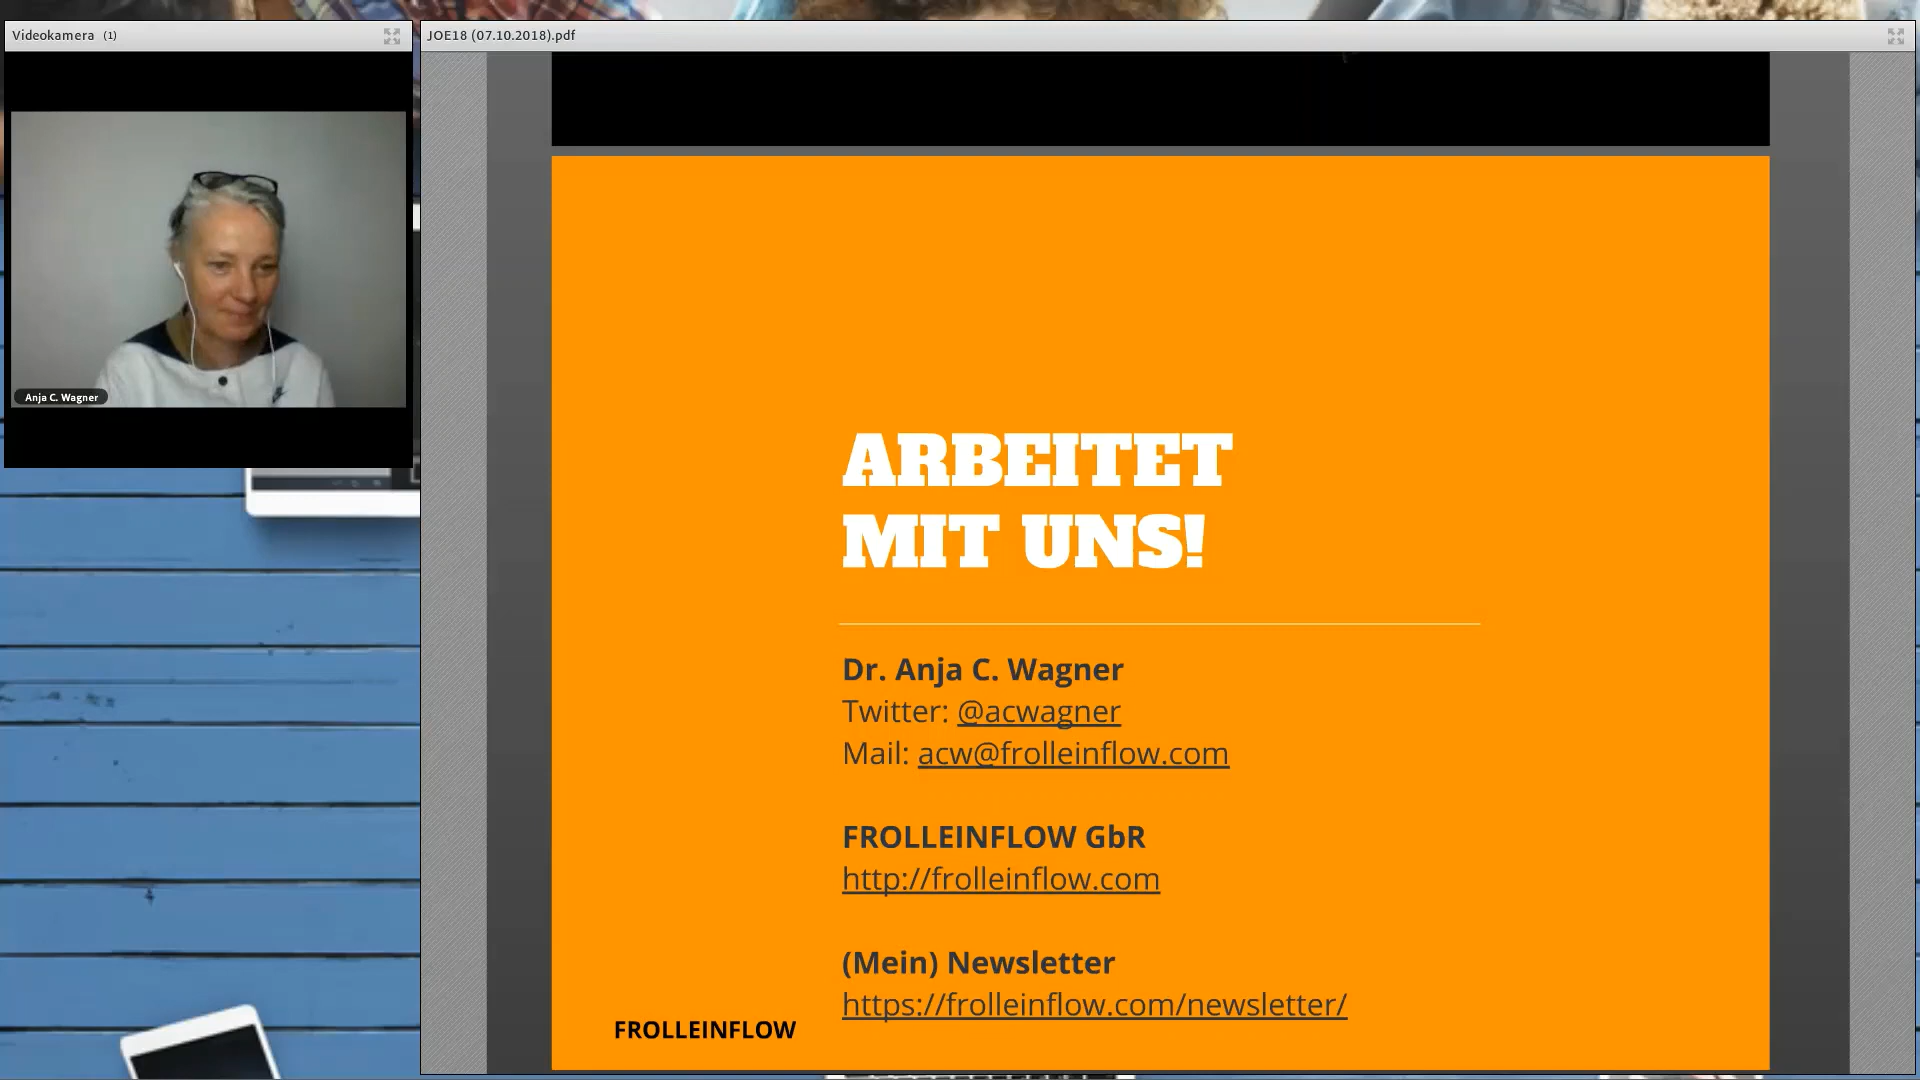 Videokamera (1)
JOE18 (07.10.2018).pdf
Anja C. Wagner
ARBEITET
MIT UNS!
Dr. Anja C. Wagner
Twitter: @acwagner
Mail: acw@frolleinflow.com
FROLLEINFLOW GbR
http://frolleinflow.com
(Mein) Newsletter
https://frolleinflow.com/newsletter/
FROLLEINFLOW